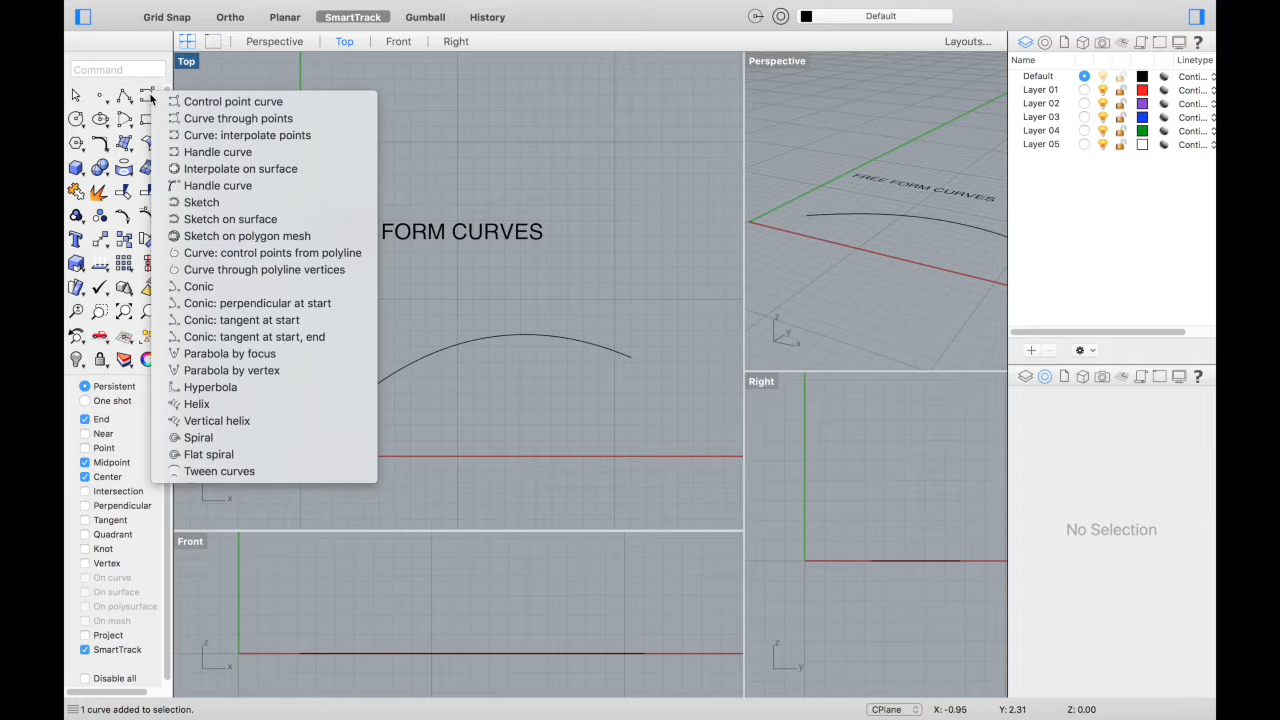 Grid Snap Ortho Planar SmartTrack Gumball History Default
Perspective Top Front Right Layouts...
Command
Top
Perspective
Control point curve
Curve through points
Curve: interpolate points
Handle curve
Interpolate on surface
Handle curve
Sketch
Sketch on surface
Sketch on polygon mesh
Curve: control points from polyline
Curve through polyline vertices
Conic
Conic: perpendicular at start
Conic: tangent at start
Conic: tangent at start, end
Parabola by focus
Parabola by vertex
Hyperbola
Helix
Vertical helix
Spiral
Flat spiral
Tween curves
FORM CURVES
FREE FORM CURVES
z
y
x
x
Right
z
y
Front
z
x
Persistent
One shot
End
Near
Point
Midpoint
Center
Intersection
Perpendicular
Tangent
Quadrant
Knot
Vertex
On curve
On surface
On polysurface
On mesh
Project
SmartTrack
Disable all
Name Linetype
Default Conti...
Layer 01 Conti...
Layer 02 Conti...
Layer 03 Conti...
Layer 04 Conti...
Layer 05 Conti...
No Selection
1 curve added to selection. CPlane X: -0.95 Y: 2.31 Z: 0.00